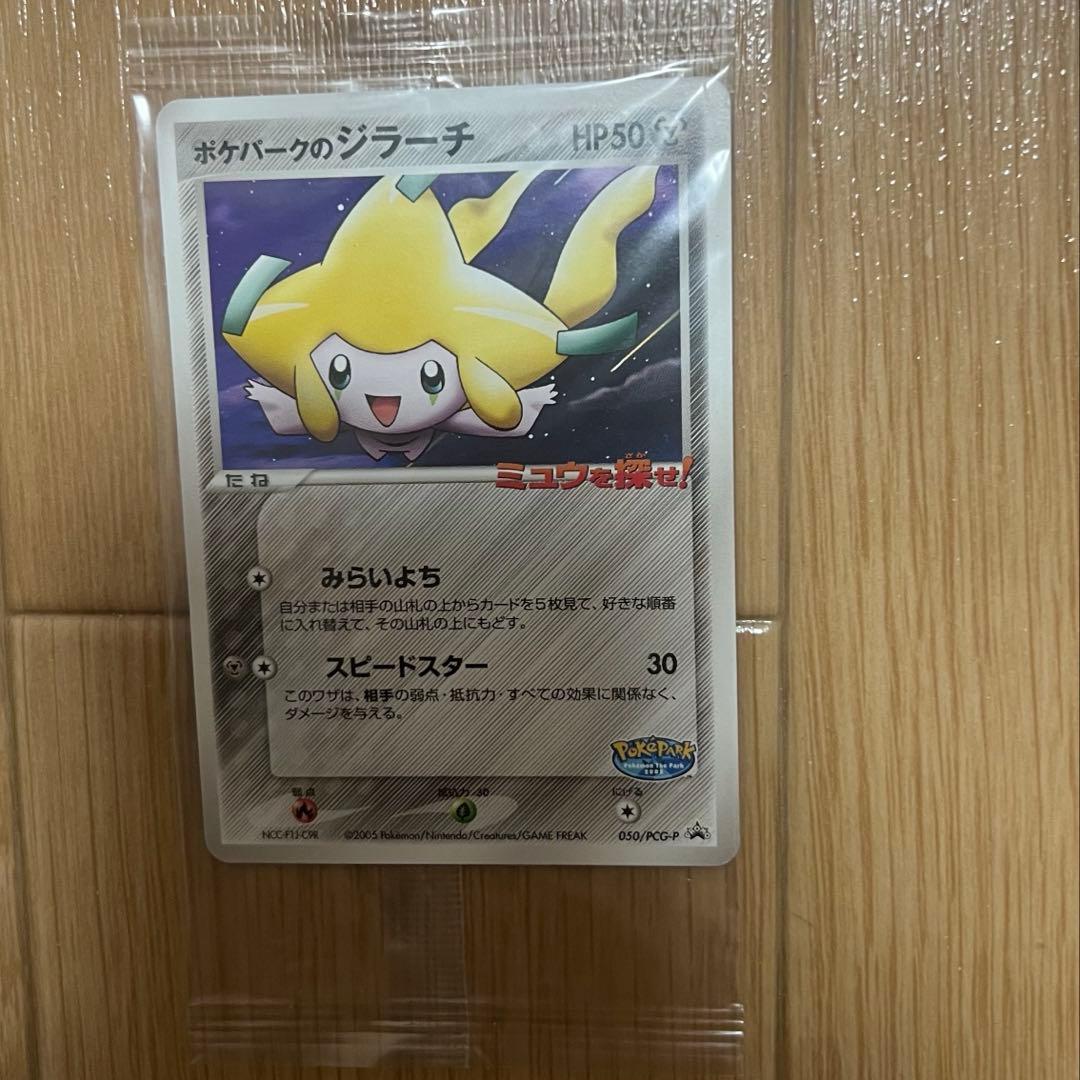 ポケパークのジラーチ HP50
ミュウを探せ!
たね
みらいよち
自分または相手の山札の上からカードを5枚見て、好きな順番
に入れ替えて、その山札の上にもどす。
スピードスター 30
このワザは、相手の弱点・抵抗力・すべての効果に関係なく、
ダメージを与える。
POKéPARK
Pokémon The Park
2005
弱点 抵抗力 -30 にげる
NCC-F1J-C9R ©2005 Pokémon/Nintendo/Creatures/GAME FREAK 050/PCG-P